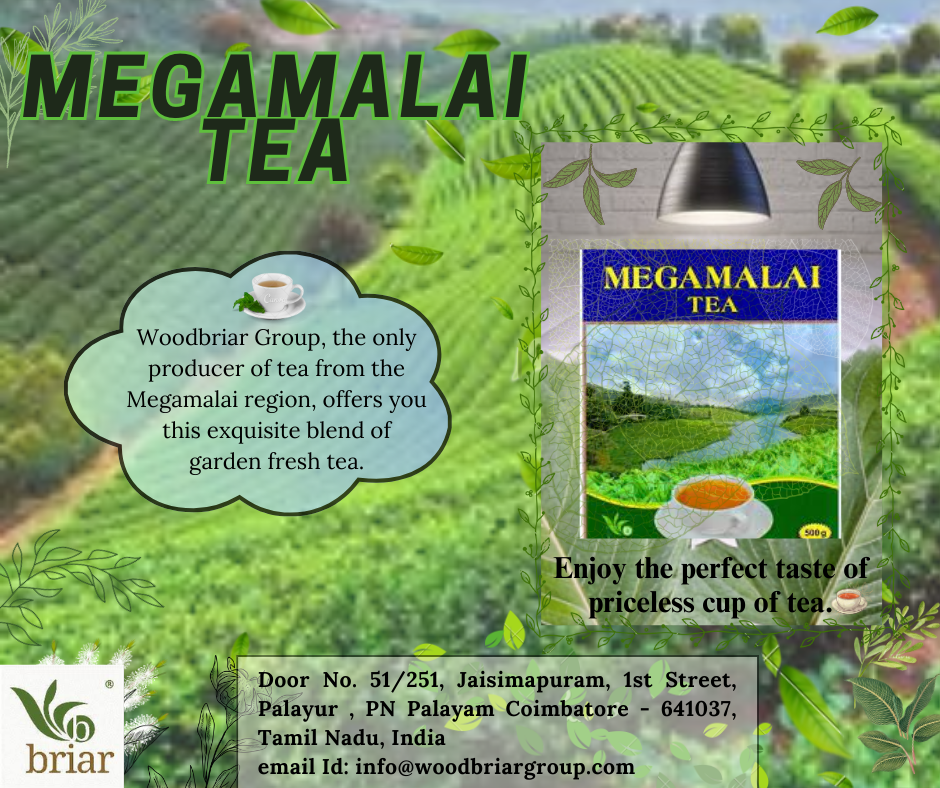 MEGAMALAI
TEA
Woodbriar Group, the only
producer of tea from the
Megamalai region, offers you
this exquisite blend of
garden fresh tea.
MEGAMALAI
TEA
500g
Enjoy the perfect taste of
priceless cup of tea.
® 
briar
Door No. 51/251, Jaisimapuram, 1st Street,
Palayur , PN Palayam Coimbatore - 641037,
Tamil Nadu, India
email Id: info@woodbriargroup.com